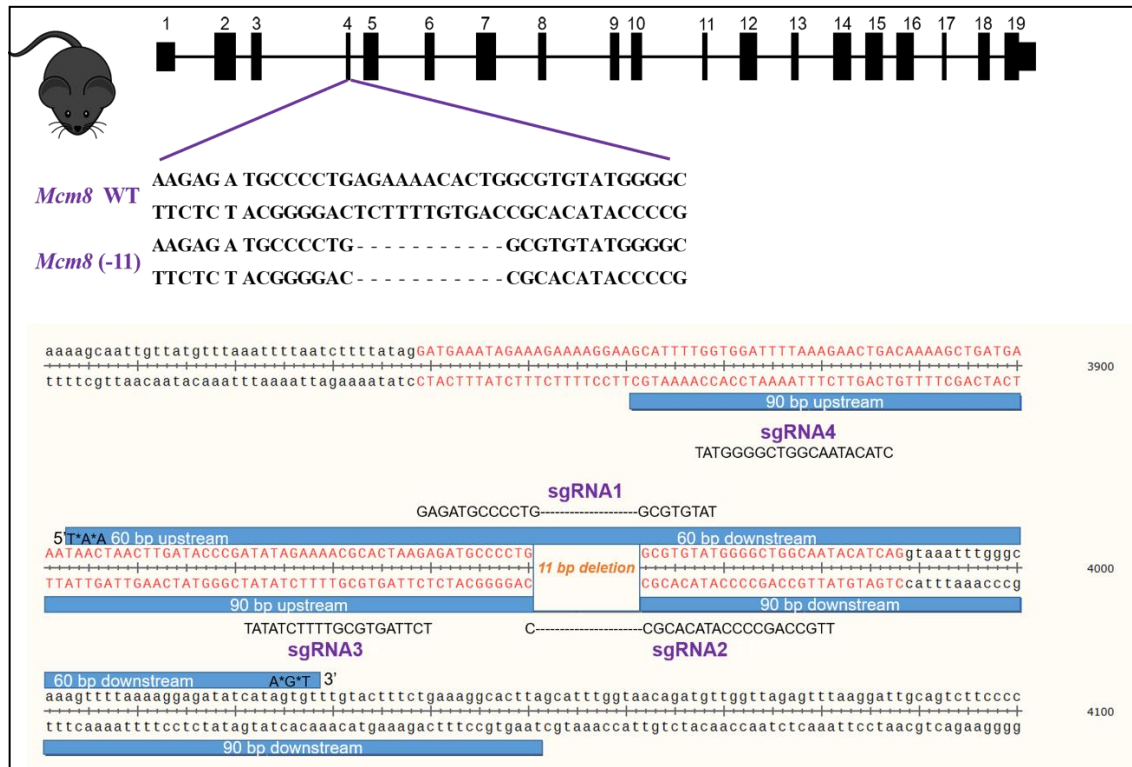 1 2 3 4 5 6 7 8 9 10 11 12 13 14 15 16 17 18 19
Mcm8 WT
AAGAG A TGCCCCTGAGAAAACACTGGCGTGTATGGGGC
TTCTC T ACGGGGACTCTTTTGTGACCGCACATACCCCG
Mcm8 (-11)
AAGAG A TGCCCCTG- - - - - - - - - - -GCGTGTATGGGGC
TTCTC T ACGGGGAC- - - - - - - - - - -CGCACATACCCCG
aaaagcaattgttatgtttaaattttaatcttttatagGATGAAATAGAAAGAAAAGGAAGCATTTTGGTGGATTTTAAAGAACTGACAAAAGCTGATGA
3900
ttttcgttaacaatacaaatttaaaattagaaaatatcCTACTTTATCTTTCTTTTCCTTCGTAAAACCACCTAAAATTTCTTGACTGTTTTCGACTACT
90 bp upstream
sgRNA4
TATGGGGCTGGCAATACATC
sgRNA1
GAGATGCCCCTG--------------------GCGTGTAT
5'T*A*A 60 bp upstream 60 bp downstream
AATAACTAACTTGATACCCGATATAGAAAACGCACTAAGAGATGCCCCTG 11 bp deletion GCGTGTATGGGGCTGGCAATACATCAGgtaaatttgggc
4000
TTATTGATTGAACTATGGGCTATATCTTTTGCGTGATTCTCTACGGGGAC CGCACATACCCCGACCGTTATGTAGTCcatttaaacccg
90 bp upstream 90 bp downstream
TATATCTTTTGCGTGATTCT C--------------------CGCACATACCCCGACCGTT
sgRNA3 sgRNA2
60 bp downstream A*G*T 3'
aaagttttaaaaggagatatcatagtgtttgtactttctgaaaggcacttagcatttggtaacagatgttggttagagtttaaggattgcagtcttcccc
4100
tttcaaaattttcctctatagtatcacaaacatgaaagactttccgtgaatcgtaaaccattgtctacaaccaatctcaaattcctaacgtcagaagggg
90 bp downstream